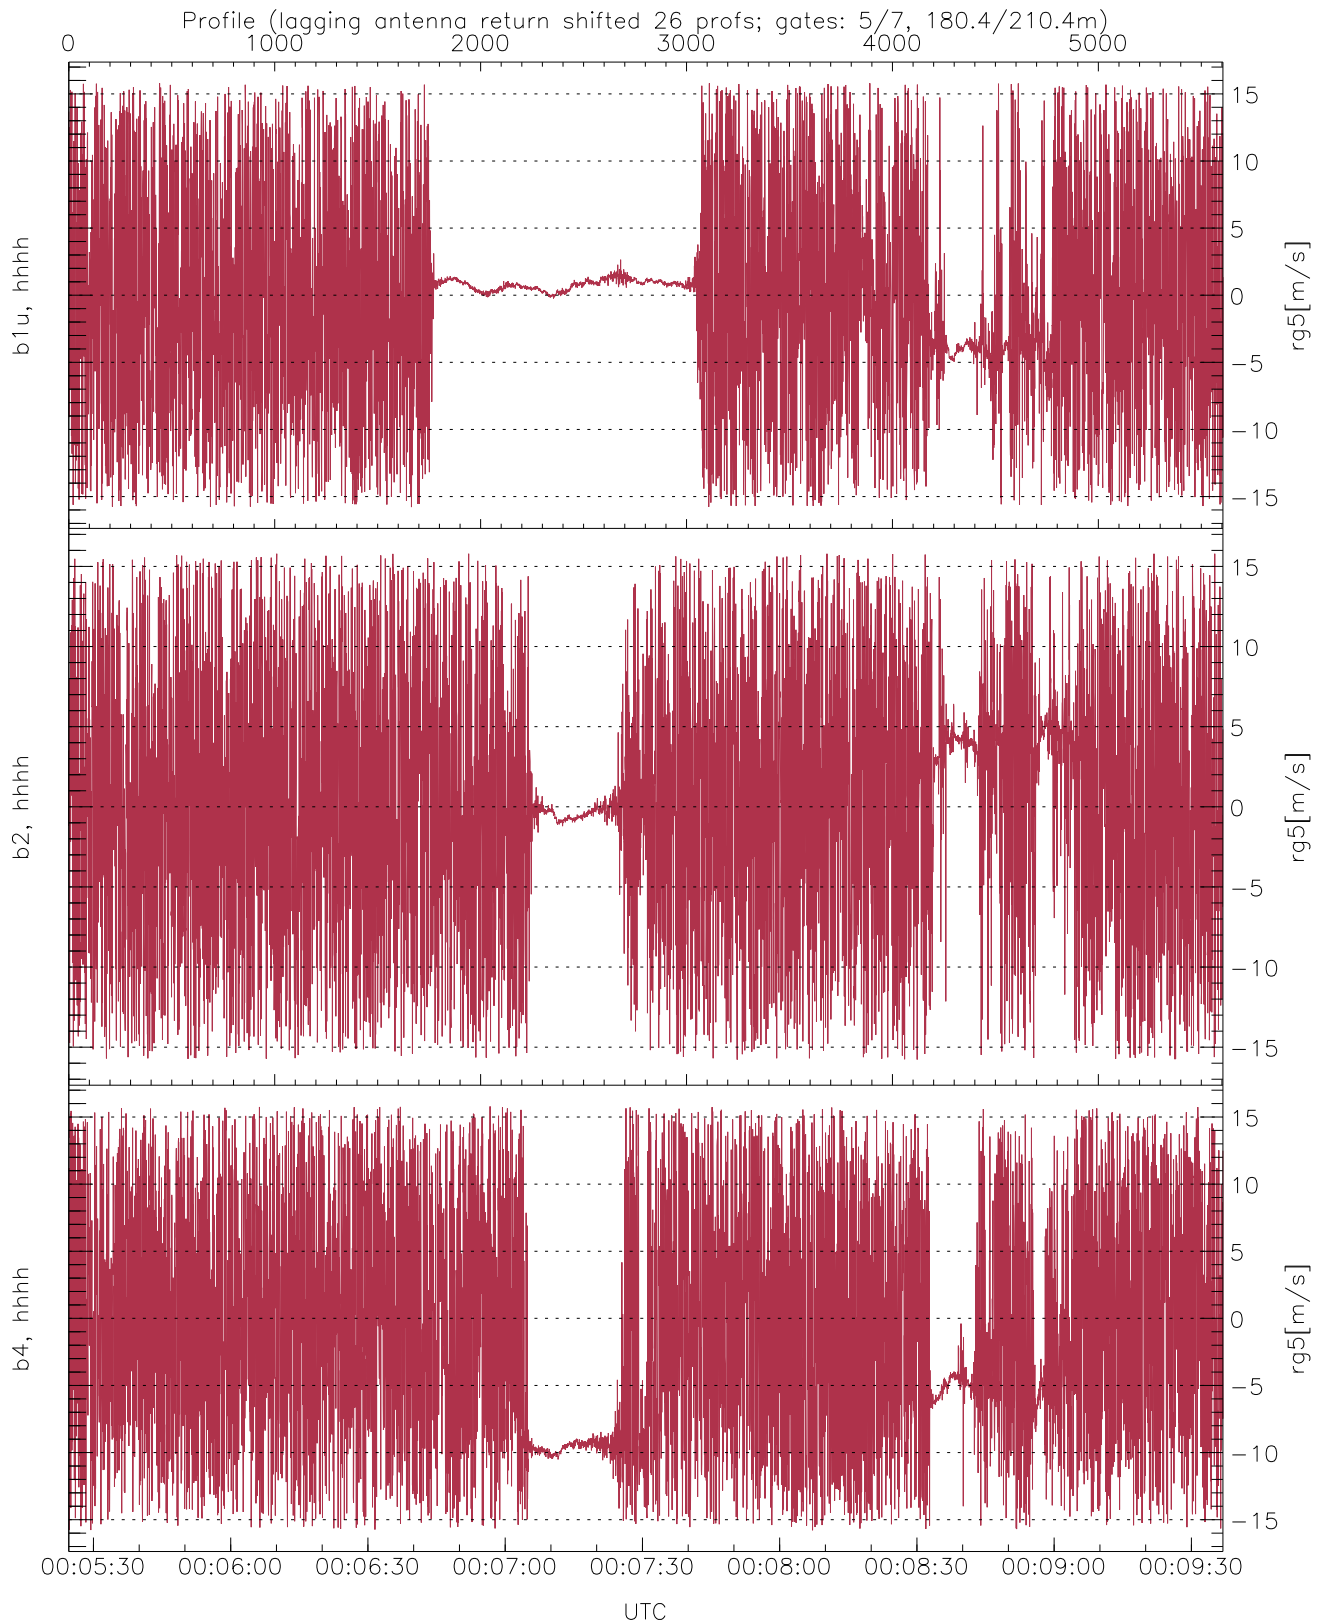 Profile (lagging antenna return shifted 26 profs; gates: 5/7, 180.4/210.4m)
0 1000 2000 3000 4000 5000
b1u, hhhh
15
10
5
0
−5
−10
−15
rg5[m/s]
b2, hhhh
15
10
5
0
−5
−10
−15
rg5[m/s]
b4, hhhh
15
10
5
0
−5
−10
−15
rg5[m/s]
00:05:30 00:06:00 00:06:30 00:07:00 00:07:30 00:08:00 00:08:30 00:09:00 00:09:30
UTC